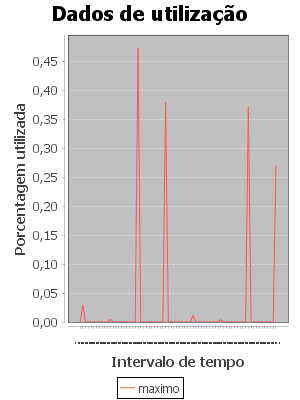 Dados de utilização
Porcentagem utilizada
0,45
0,40
0,35
0,30
0,25
0,20
0,15
0,10
0,05
0,00
Intervalo de tempo
maximo